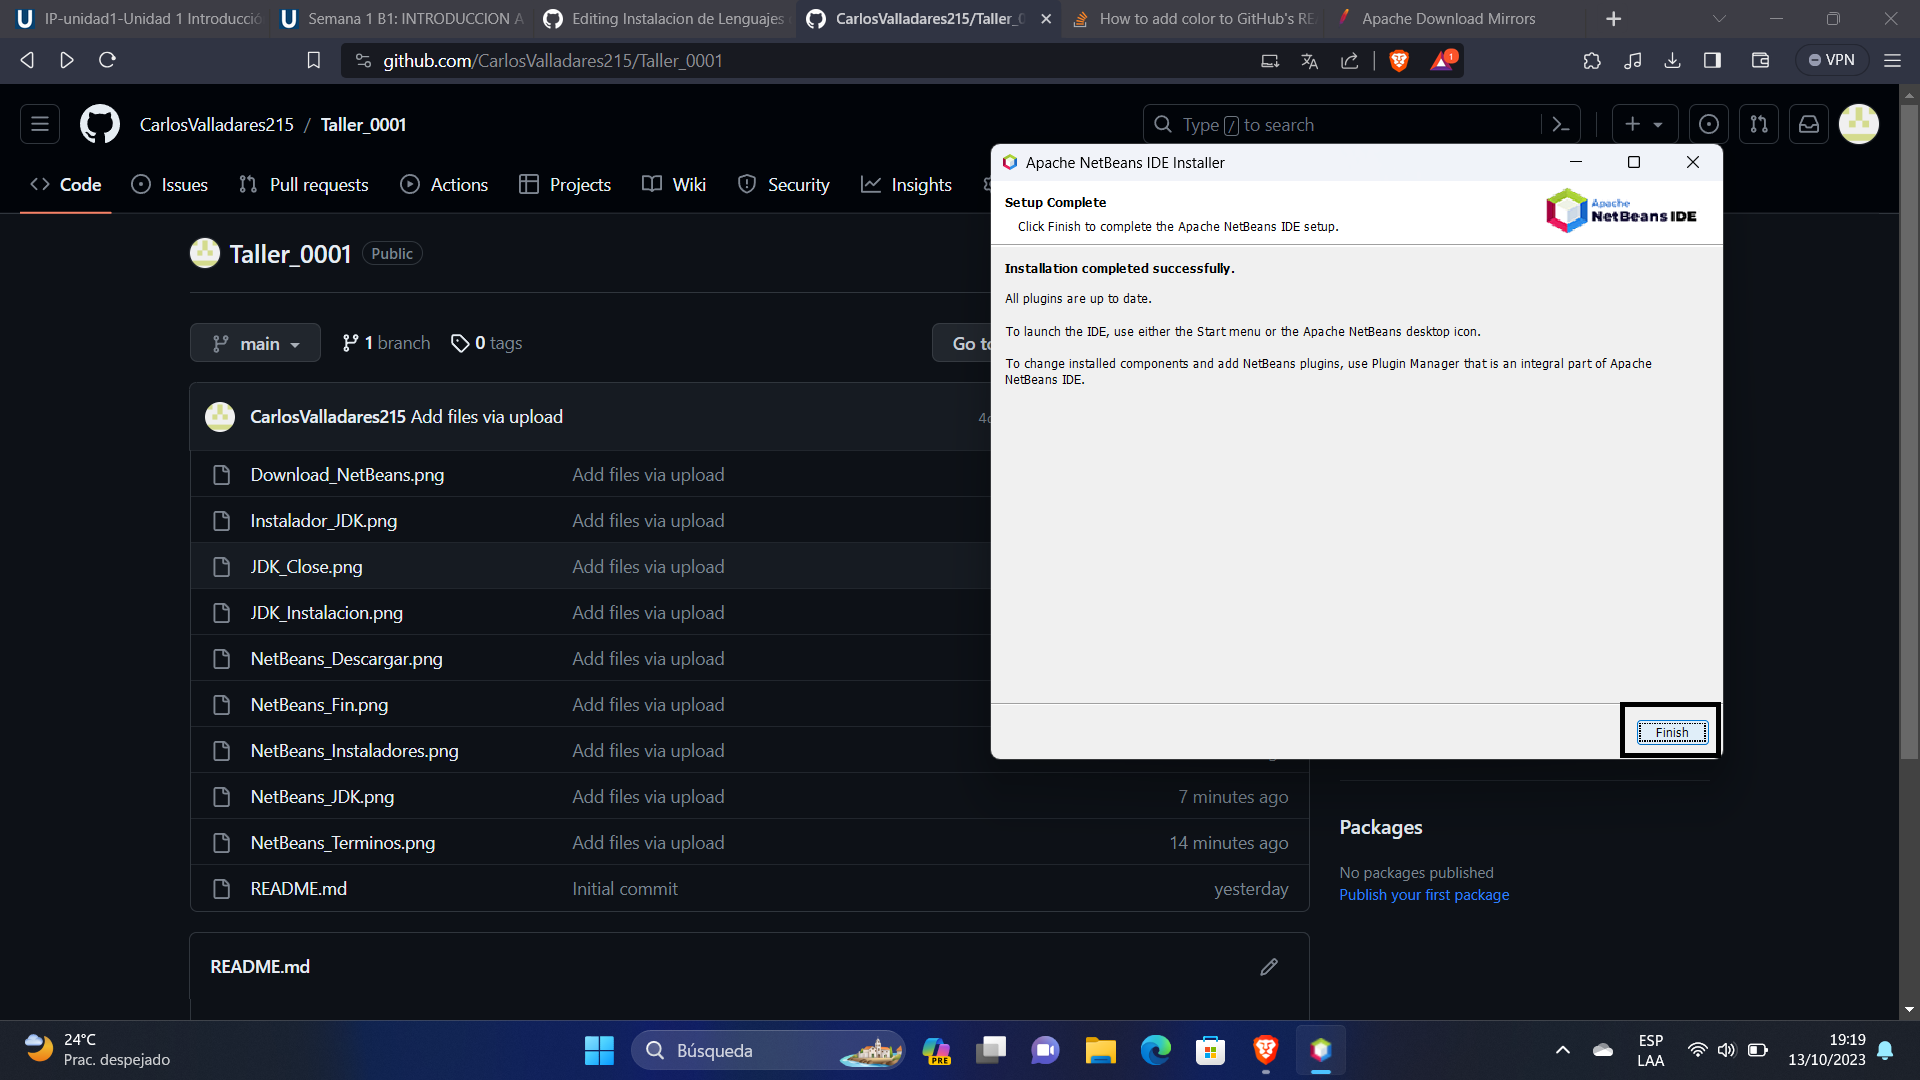 IP-unidad1-Unidad 1 Introducció
Semana 1 B1: INTRODUCCION A
Editing Instalacion de Lenguajes
CarlosValladares215/Taller_0
How to add color to GitHub's RE
Apache Download Mirrors
github.com/CarlosValladares215/Taller_0001
1
VPN
CarlosValladares215 / Taller_0001
Type / to search
Code
Issues
Pull requests
Actions
Projects
Wiki
Security
Insights
Apache NetBeans IDE Installer
Setup Complete
Click Finish to complete the Apache NetBeans IDE setup.
Apache
NetBeans IDE
Installation completed successfully.
All plugins are up to date.
To launch the IDE, use either the Start menu or the Apache NetBeans desktop icon.
To change installed components and add NetBeans plugins, use Plugin Manager that is an integral part of Apache
NetBeans IDE.
Finish
Taller_0001 Public
main
1 branch
0 tags
Go to
CarlosValladares215 Add files via upload
Download_NetBeans.png Add files via upload
Instalador_JDK.png Add files via upload
JDK_Close.png Add files via upload
JDK_Instalacion.png Add files via upload
NetBeans_Descargar.png Add files via upload
NetBeans_Fin.png Add files via upload
NetBeans_Instaladores.png Add files via upload
NetBeans_JDK.png Add files via upload 7 minutes ago
NetBeans_Terminos.png Add files via upload 14 minutes ago
README.md Initial commit yesterday
Packages
No packages published
Publish your first package
README.md
24°C
Prac. despejado
Búsqueda
PRE
ESP
LAA
19:19
13/10/2023